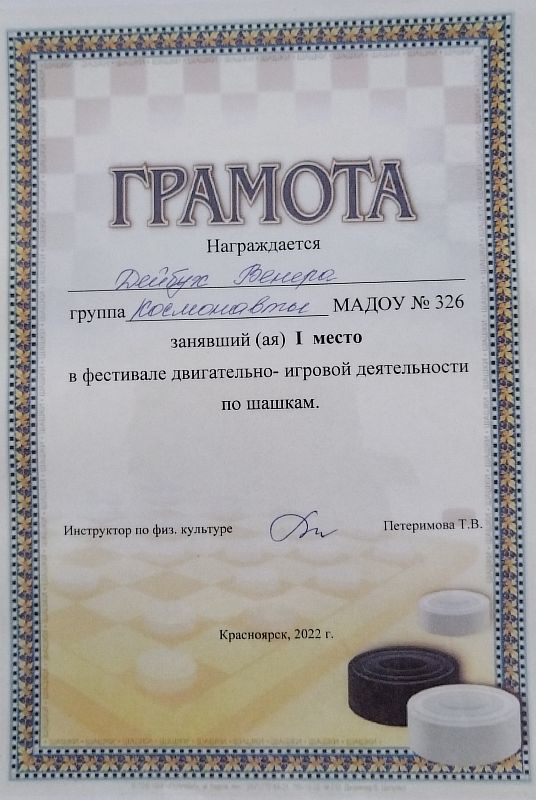 ГРАМОТА
Награждается
Дейбух Венера
группа Космонавты МАДОУ № 326
занявший (ая) I место
в фестивале двигательно- игровой деятельности
по шашкам.
Инструктор по физ. культуре Петеримова Т.В.
Красноярск, 2022 г.